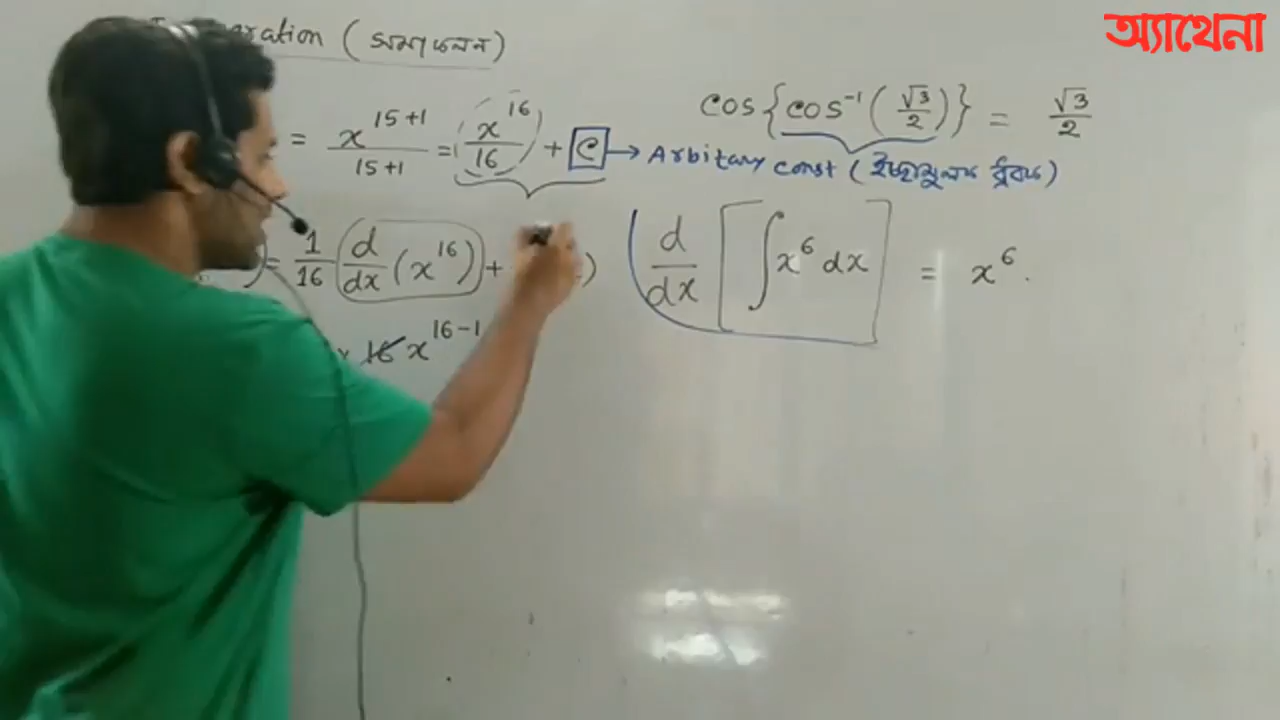 অ্যাথেনা
ration (সমাকলন)
cos{cos⁻¹(√3/2)} = √3/2
= x^(15+1)/(15+1) = (x^16/16) + C → Arbitary const (ইচ্ছামূলক ধ্রুবক)
= 1/16 d/dx (x^16) + )
d/dx [∫x^6 dx] = x^6.
× 16 x^(16-1)